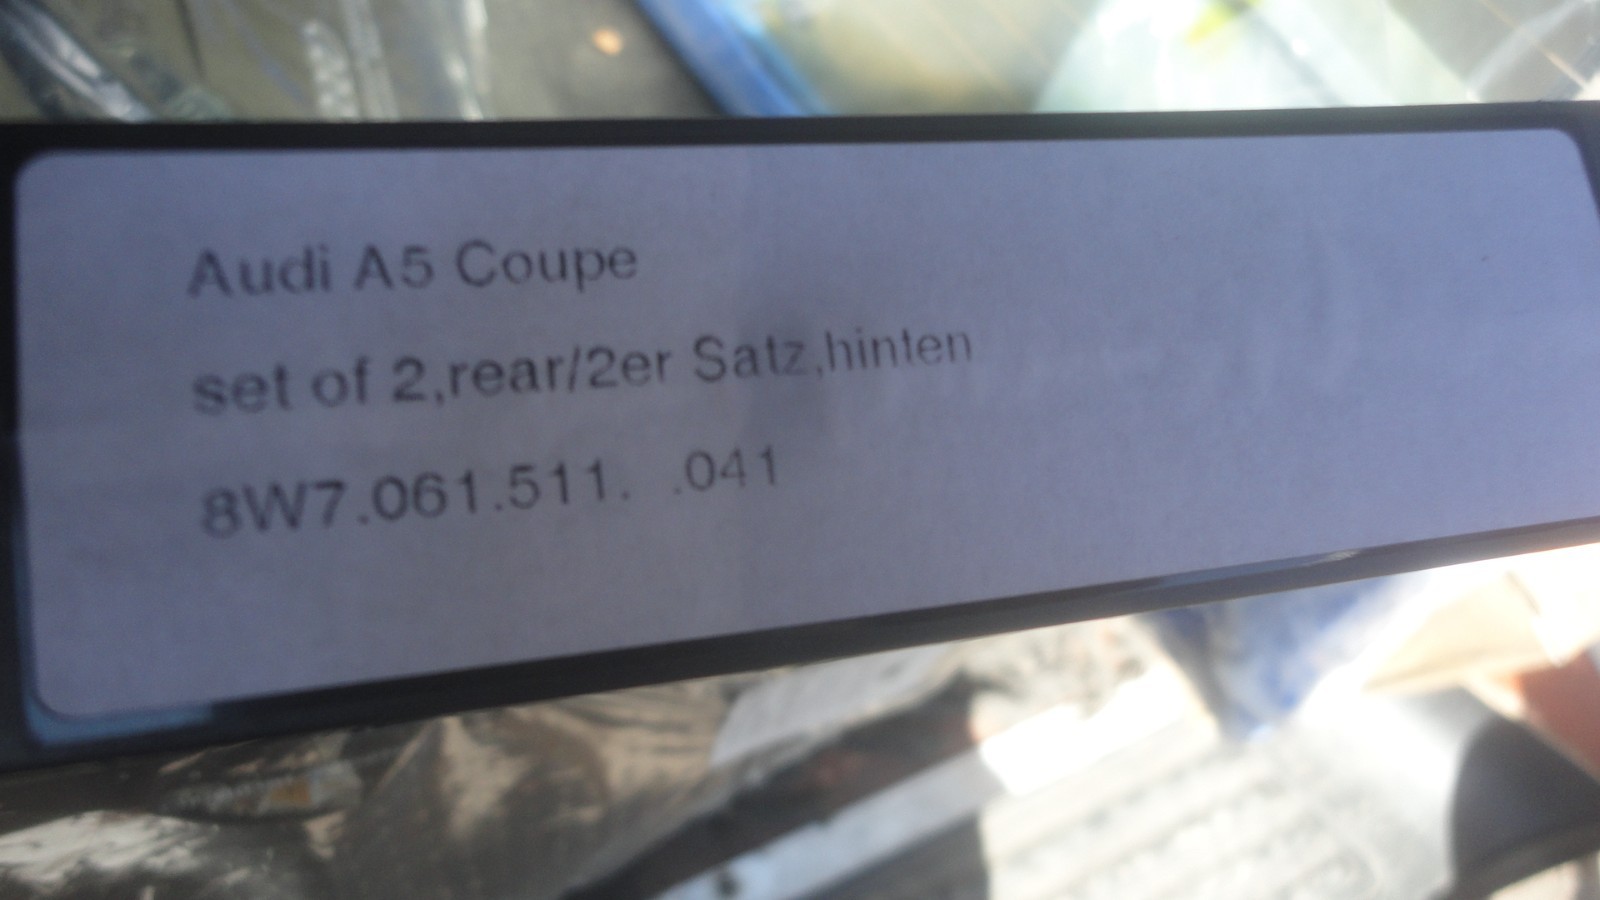 Audi A5 Coupe
set of 2,rear/2er Satz,hinten
8W7.061.511. .041